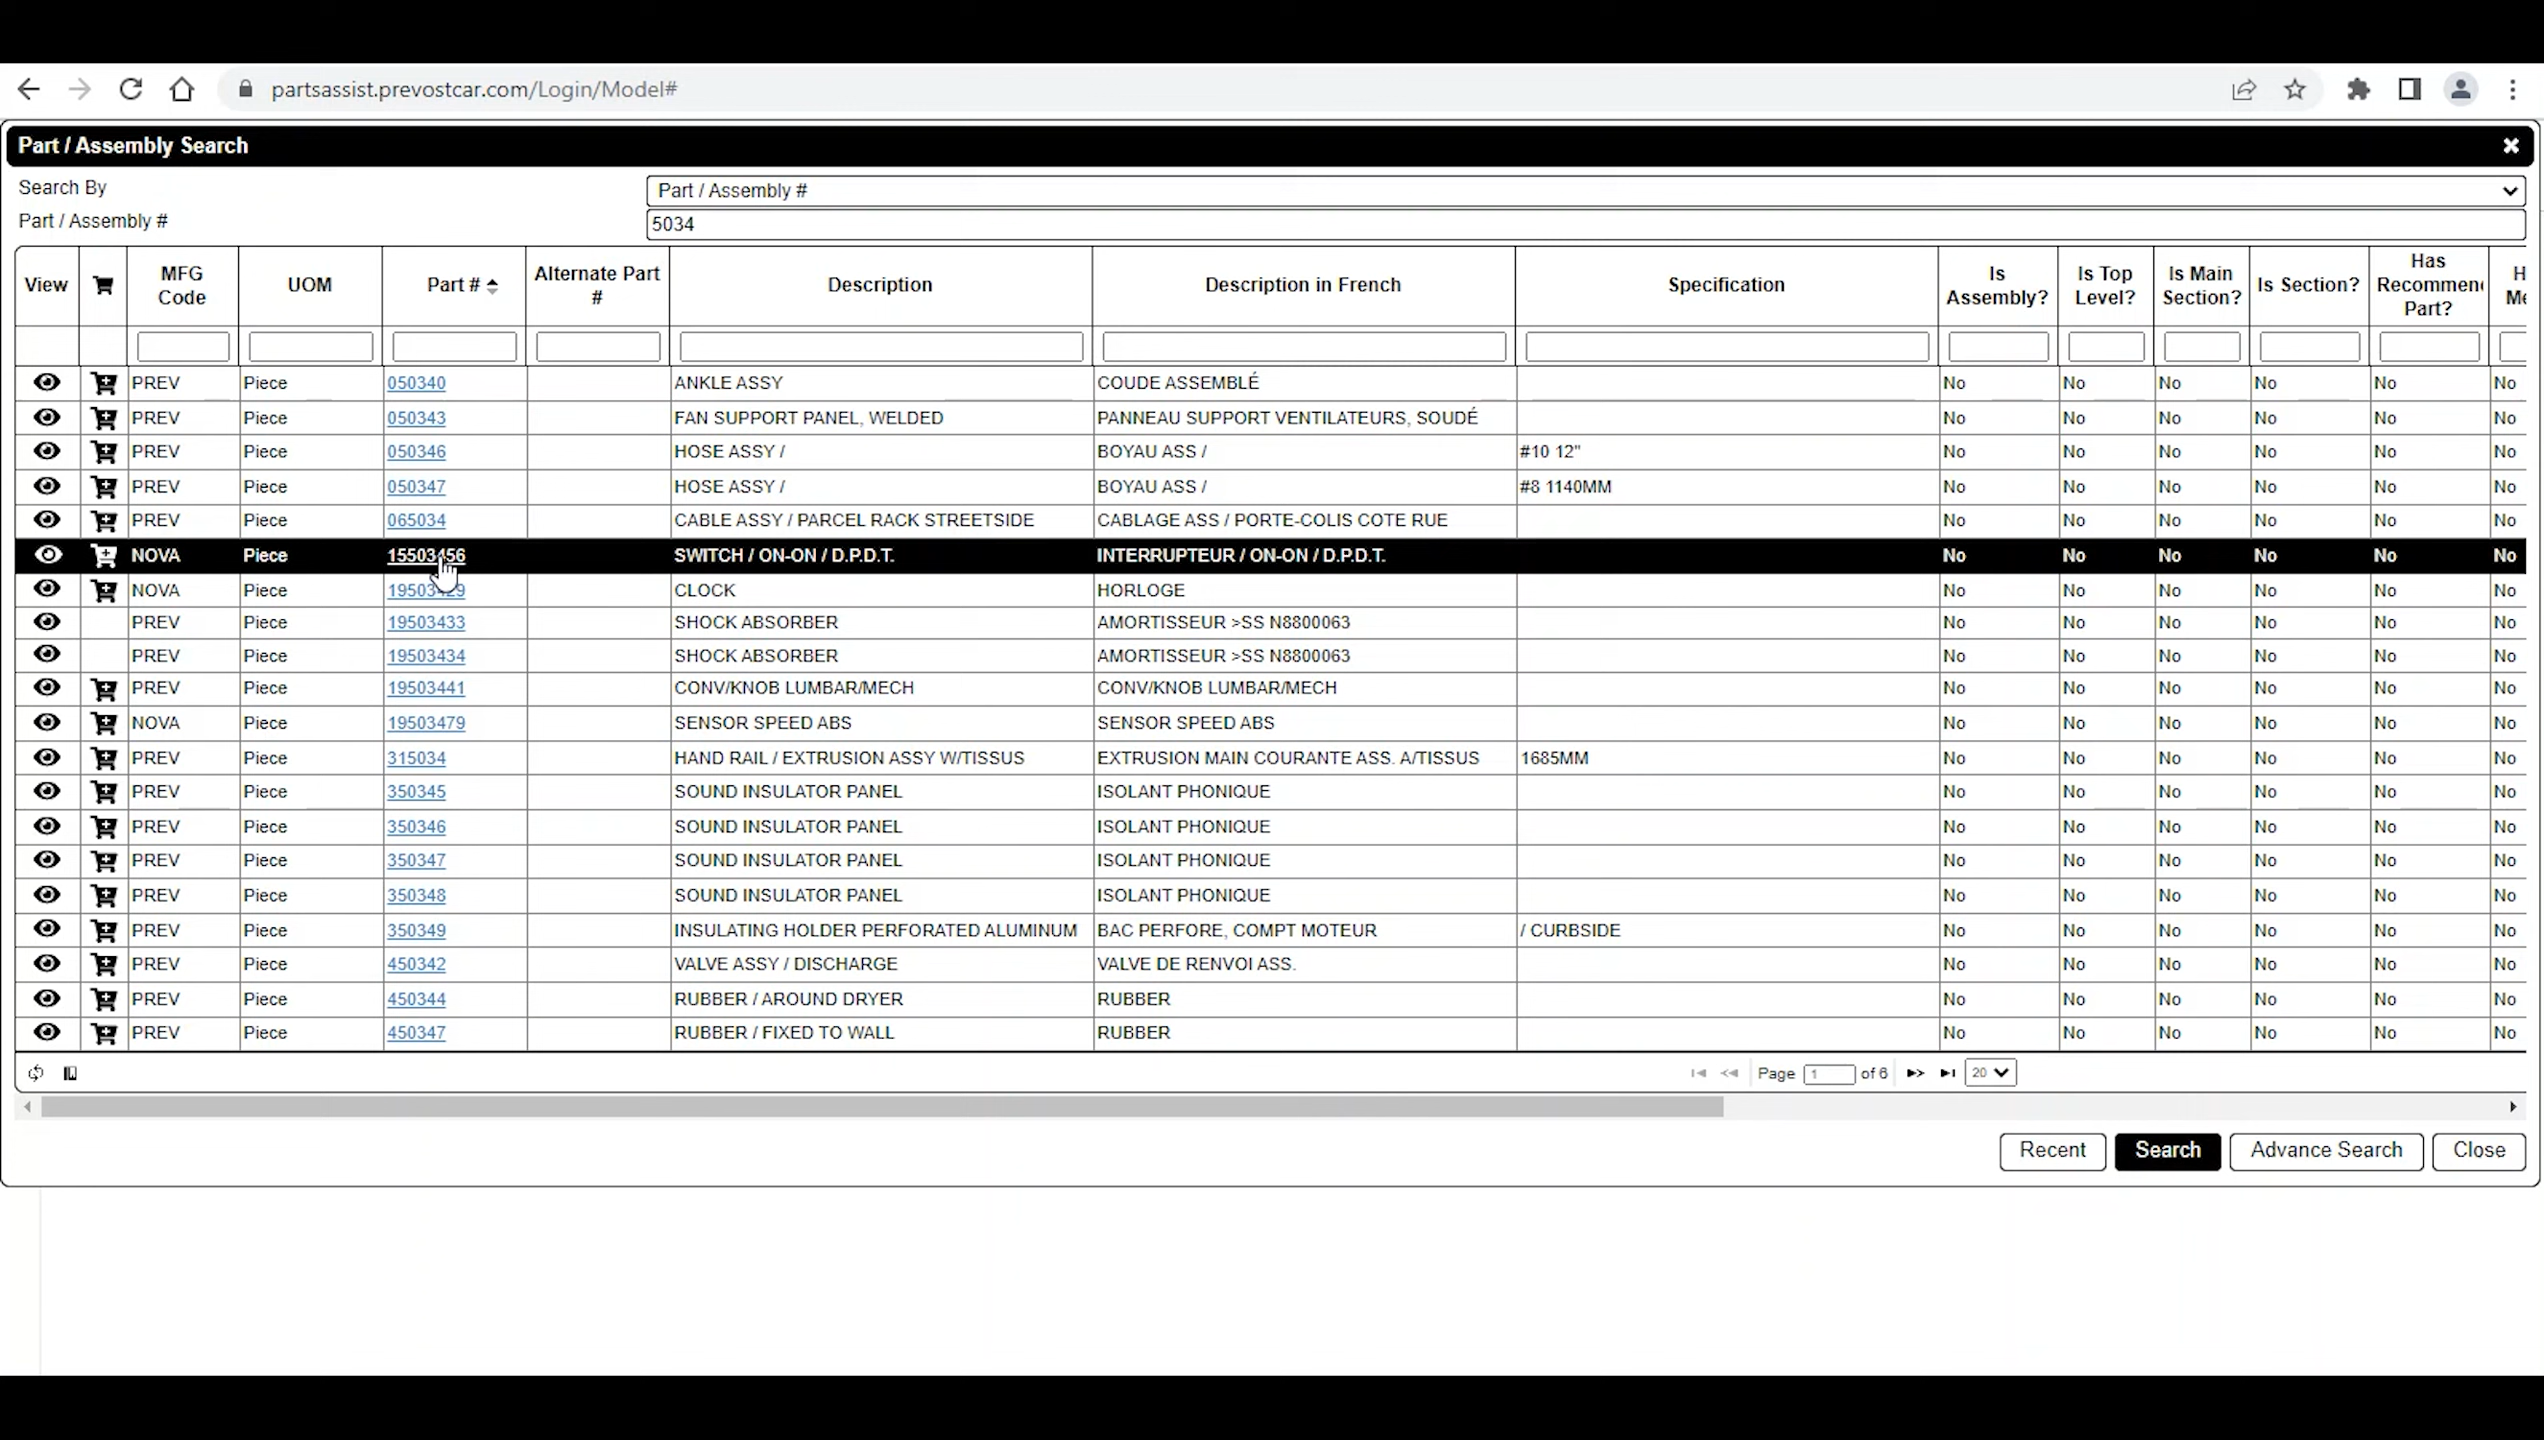 partsassist.prevostcar.com/Login/Model#
Part / Assembly Search
Search By Part / Assembly #
Part / Assembly # 5034
View MFG Code UOM Part # Alternate Part # Description Description in French Specification Is Assembly? Is Top Level? Is Main Section? Is Section? Has Recommen Part? H Me
PREV Piece 050340 ANKLE ASSY COUDE ASSEMBLÉ No No No No No No
PREV Piece 050343 FAN SUPPORT PANEL, WELDED PANNEAU SUPPORT VENTILATEURS, SOUDÉ No No No No No No
PREV Piece 050346 HOSE ASSY / BOYAU ASS / #10 12" No No No No No No
PREV Piece 050347 HOSE ASSY / BOYAU ASS / #8 1140MM No No No No No No
PREV Piece 065034 CABLE ASSY / PARCEL RACK STREETSIDE CABLAGE ASS / PORTE-COLIS COTE RUE No No No No No No
NOVA Piece 15503456 SWITCH / ON-ON / D.P.D.T. INTERRUPTEUR / ON-ON / D.P.D.T. No No No No No No
NOVA Piece CLOCK HORLOGE No No No No No No
PREV Piece 19503433 SHOCK ABSORBER AMORTISSEUR >SS N8800063 No No No No No No
PREV Piece 19503434 SHOCK ABSORBER AMORTISSEUR >SS N8800063 No No No No No No
PREV Piece 19503441 CONV/KNOB LUMBAR/MECH CONV/KNOB LUMBAR/MECH No No No No No No
NOVA Piece 19503479 SENSOR SPEED ABS SENSOR SPEED ABS No No No No No No
PREV Piece 315034 HAND RAIL / EXTRUSION ASSY W/TISSUS EXTRUSION MAIN COURANTE ASS. A/TISSUS 1685MM No No No No No No
PREV Piece 350345 SOUND INSULATOR PANEL ISOLANT PHONIQUE No No No No No No
PREV Piece 350346 SOUND INSULATOR PANEL ISOLANT PHONIQUE No No No No No No
PREV Piece 350347 SOUND INSULATOR PANEL ISOLANT PHONIQUE No No No No No No
PREV Piece 350348 SOUND INSULATOR PANEL ISOLANT PHONIQUE No No No No No No
PREV Piece 350349 INSULATING HOLDER PERFORATED ALUMINUM BAC PERFORE, COMPT MOTEUR / CURBSIDE No No No No No No
PREV Piece 450342 VALVE ASSY / DISCHARGE VALVE DE RENVOI ASS. No No No No No No
PREV Piece 450344 RUBBER / AROUND DRYER RUBBER No No No No No No
PREV Piece 450347 RUBBER / FIXED TO WALL RUBBER No No No No No No
Page 1 of 6 20
Recent Search Advance Search Close